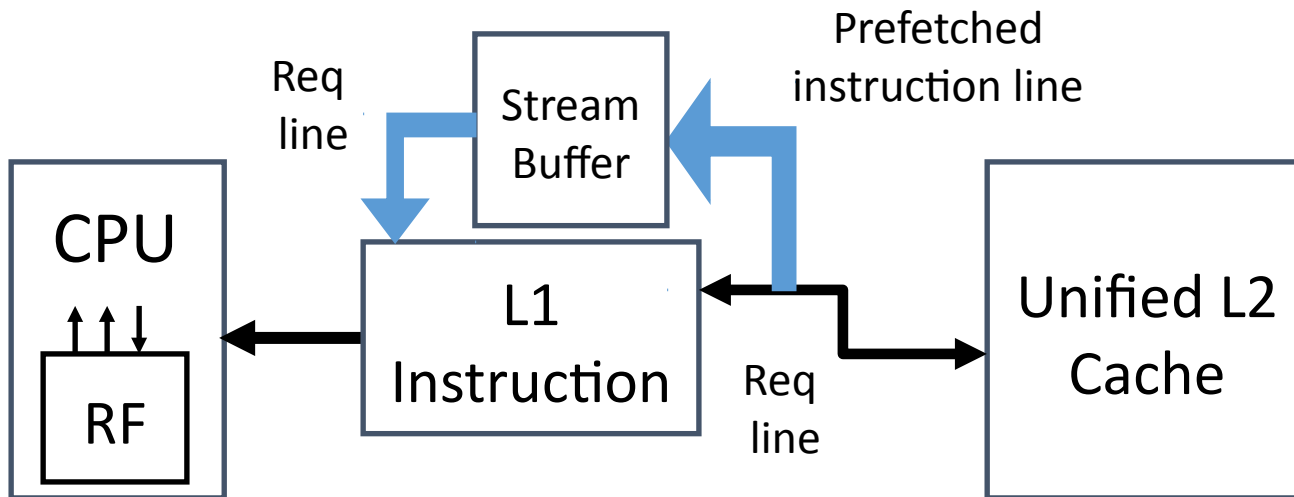 Prefetched
instruction line
Req
line
Stream
Buffer
CPU
RF
L1
Instruction
Req
line
Unified L2
Cache